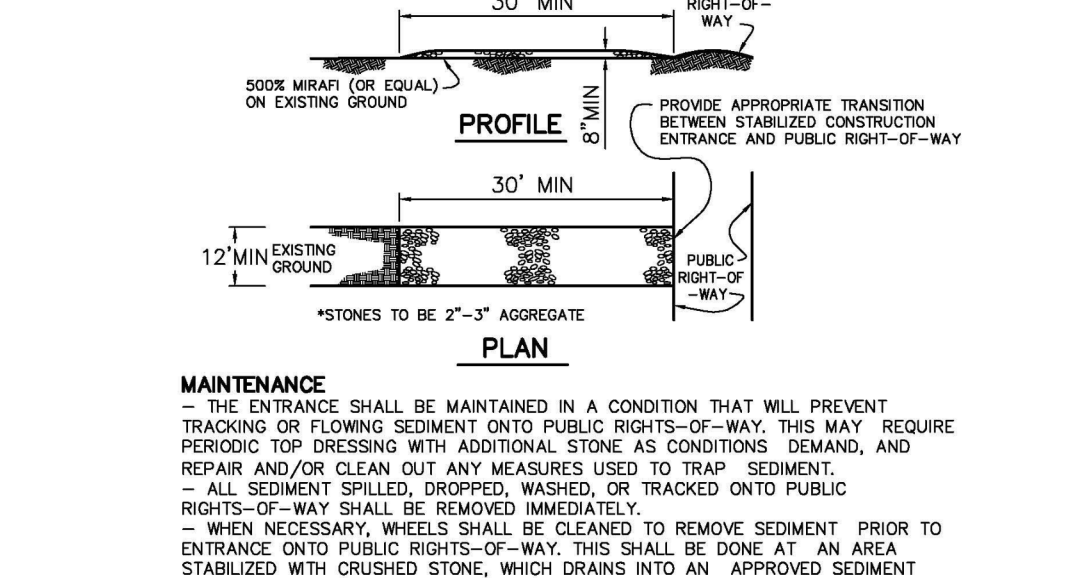 30' MIN
RIGHT-OF-
WAY
500% MIRAFI (OR EQUAL)
ON EXISTING GROUND
PROFILE
8"MIN
PROVIDE APPROPRIATE TRANSITION
BETWEEN STABILIZED CONSTRUCTION
ENTRANCE AND PUBLIC RIGHT-OF-WAY
30' MIN
12'MIN
EXISTING
GROUND
PUBLIC
RIGHT-OF
-WAY
*STONES TO BE 2"-3" AGGREGATE
PLAN
MAINTENANCE
- THE ENTRANCE SHALL BE MAINTAINED IN A CONDITION THAT WILL PREVENT
TRACKING OR FLOWING SEDIMENT ONTO PUBLIC RIGHTS-OF-WAY. THIS MAY REQUIRE
PERIODIC TOP DRESSING WITH ADDITIONAL STONE AS CONDITIONS DEMAND, AND
REPAIR AND/OR CLEAN OUT ANY MEASURES USED TO TRAP SEDIMENT.
- ALL SEDIMENT SPILLED, DROPPED, WASHED, OR TRACKED ONTO PUBLIC
RIGHTS-OF-WAY SHALL BE REMOVED IMMEDIATELY.
- WHEN NECESSARY, WHEELS SHALL BE CLEANED TO REMOVE SEDIMENT PRIOR TO
ENTRANCE ONTO PUBLIC RIGHTS-OF-WAY. THIS SHALL BE DONE AT AN AREA
STABILIZED WITH CRUSHED STONE, WHICH DRAINS INTO AN APPROVED SEDIMENT